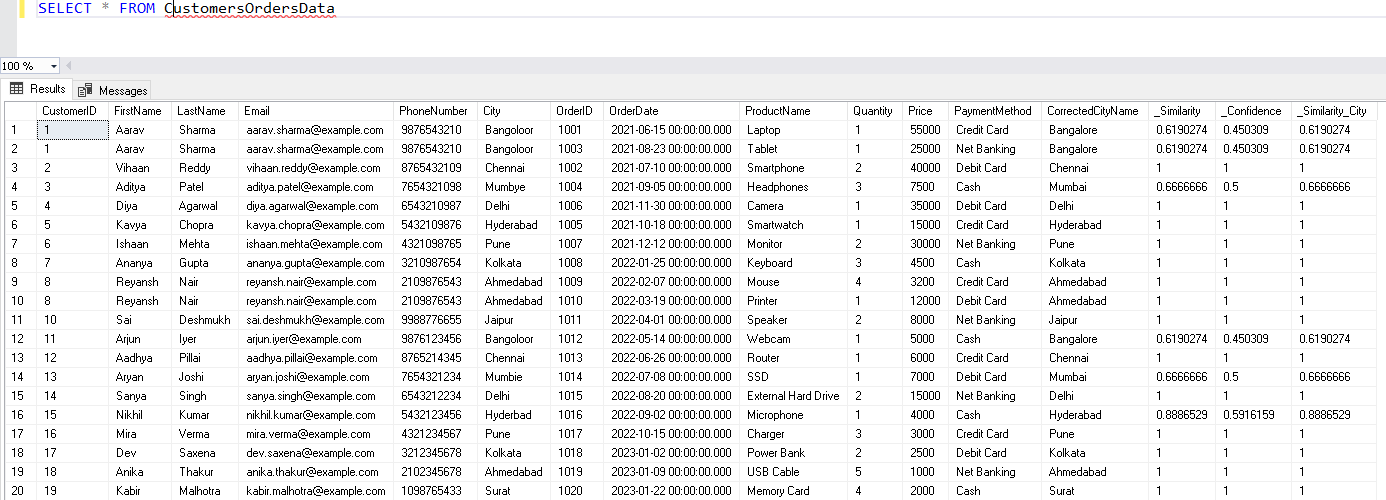 SELECT * FROM CustomersOrdersData
100 %
Results Messages
CustomerID FirstName LastName Email PhoneNumber City OrderID OrderDate ProductName Quantity Price PaymentMethod CorrectedCityName _Similarity _Confidence _Similarity_City
1 1 Aarav Sharma aarav.sharma@example.com 9876543210 Bangoloor 1001 2021-06-15 00:00:00.000 Laptop 1 55000 Credit Card Bangalore 0.6190274 0.450309 0.6190274
2 1 Aarav Sharma aarav.sharma@example.com 9876543210 Bangoloor 1003 2021-08-23 00:00:00.000 Tablet 1 25000 Net Banking Bangalore 0.6190274 0.450309 0.6190274
3 2 Vihaan Reddy vihaan.reddy@example.com 8765432109 Chennai 1002 2021-07-10 00:00:00.000 Smartphone 2 40000 Debit Card Chennai 1 1 1
4 3 Aditya Patel aditya.patel@example.com 7654321098 Mumbye 1004 2021-09-05 00:00:00.000 Headphones 3 7500 Cash Mumbai 0.6666666 0.5 0.6666666
5 4 Diya Agarwal diya.agarwal@example.com 6543210987 Delhi 1006 2021-11-30 00:00:00.000 Camera 1 35000 Debit Card Delhi 1 1 1
6 5 Kavya Chopra kavya.chopra@example.com 5432109876 Hyderabad 1005 2021-10-18 00:00:00.000 Smartwatch 1 15000 Credit Card Hyderabad 1 1 1
7 6 Ishaan Mehta ishaan.mehta@example.com 4321098765 Pune 1007 2021-12-12 00:00:00.000 Monitor 2 30000 Net Banking Pune 1 1 1
8 7 Ananya Gupta ananya.gupta@example.com 3210987654 Kolkata 1008 2022-01-25 00:00:00.000 Keyboard 3 4500 Cash Kolkata 1 1 1
9 8 Reyansh Nair reyansh.nair@example.com 2109876543 Ahmedabad 1009 2022-02-07 00:00:00.000 Mouse 4 3200 Credit Card Ahmedabad 1 1 1
10 8 Reyansh Nair reyansh.nair@example.com 2109876543 Ahmedabad 1010 2022-03-19 00:00:00.000 Printer 1 12000 Debit Card Ahmedabad 1 1 1
11 10 Sai Deshmukh sai.deshmukh@example.com 9988776655 Jaipur 1011 2022-04-01 00:00:00.000 Speaker 2 8000 Net Banking Jaipur 1 1 1
12 11 Arjun Iyer arjun.iyer@example.com 9876123456 Bangoloor 1012 2022-05-14 00:00:00.000 Webcam 1 5000 Cash Bangalore 0.6190274 0.450309 0.6190274
13 12 Aadhya Pillai aadhya.pillai@example.com 8765214345 Chennai 1013 2022-06-26 00:00:00.000 Router 1 6000 Credit Card Chennai 1 1 1
14 13 Aryan Joshi aryan.joshi@example.com 7654321234 Mumbie 1014 2022-07-08 00:00:00.000 SSD 1 7000 Debit Card Mumbai 0.6666666 0.5 0.6666666
15 14 Sanya Singh sanya.singh@example.com 6543212234 Delhi 1015 2022-08-20 00:00:00.000 External Hard Drive 2 15000 Net Banking Delhi 1 1 1
16 15 Nikhil Kumar nikhil.kumar@example.com 5432123456 Hyderbad 1016 2022-09-02 00:00:00.000 Microphone 1 4000 Cash Hyderabad 0.8886529 0.5916159 0.8886529
17 16 Mira Verma mira.verma@example.com 4321234567 Pune 1017 2022-10-15 00:00:00.000 Charger 3 3000 Credit Card Pune 1 1 1
18 17 Dev Saxena dev.saxena@example.com 3212345678 Kolkata 1018 2023-01-02 00:00:00.000 Power Bank 2 2500 Debit Card Kolkata 1 1 1
19 18 Anika Thakur anika.thakur@example.com 2102345678 Ahmedabad 1019 2023-01-09 00:00:00.000 USB Cable 5 1000 Net Banking Ahmedabad 1 1 1
20 19 Kabir Malhotra kabir.malhotra@example.com 1098765433 Surat 1020 2023-01-22 00:00:00.000 Memory Card 4 2000 Cash Surat 1 1 1